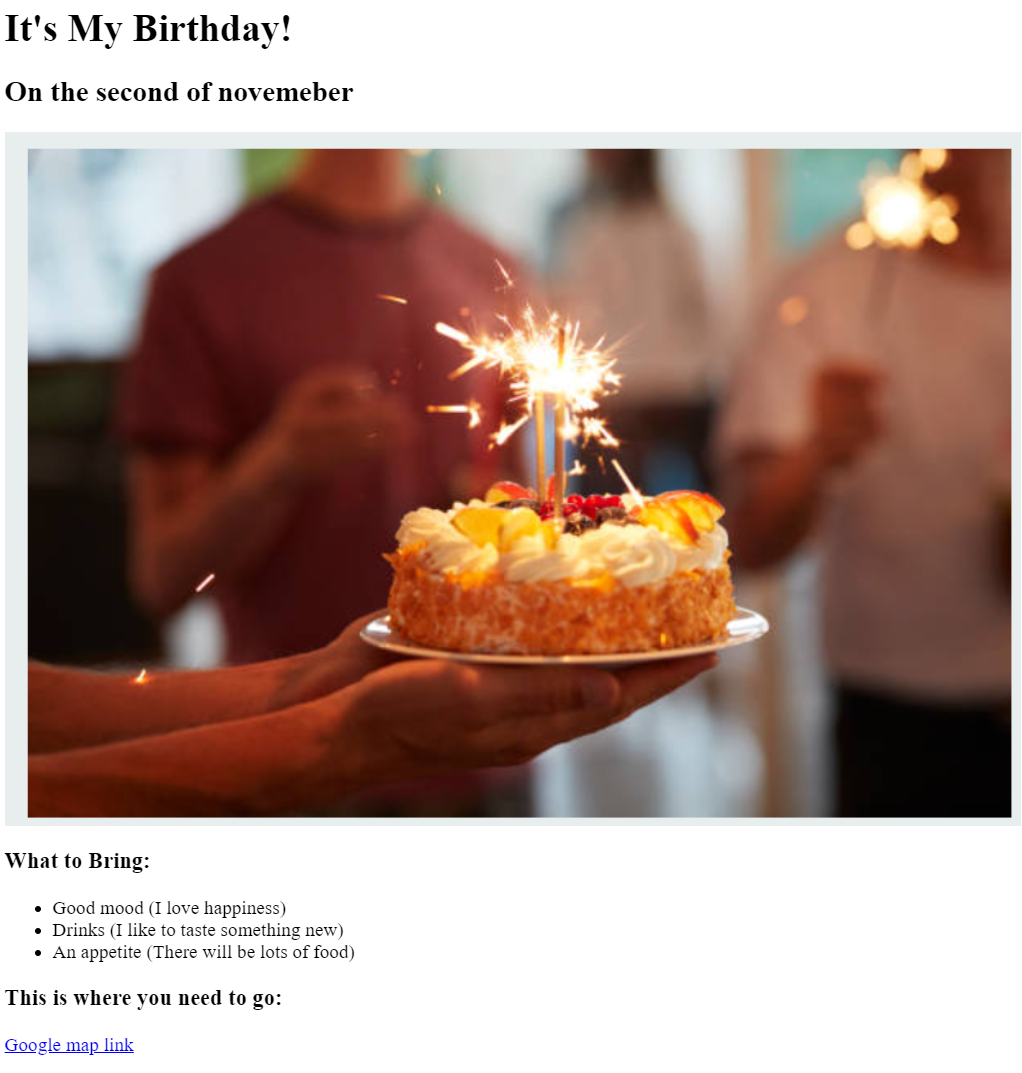 It's My Birthday!
On the second of novemeber
What to Bring:
Good mood (I love happiness)
Drinks (I like to taste something new)
An appetite (There will be lots of food)
This is where you need to go:
Google map link